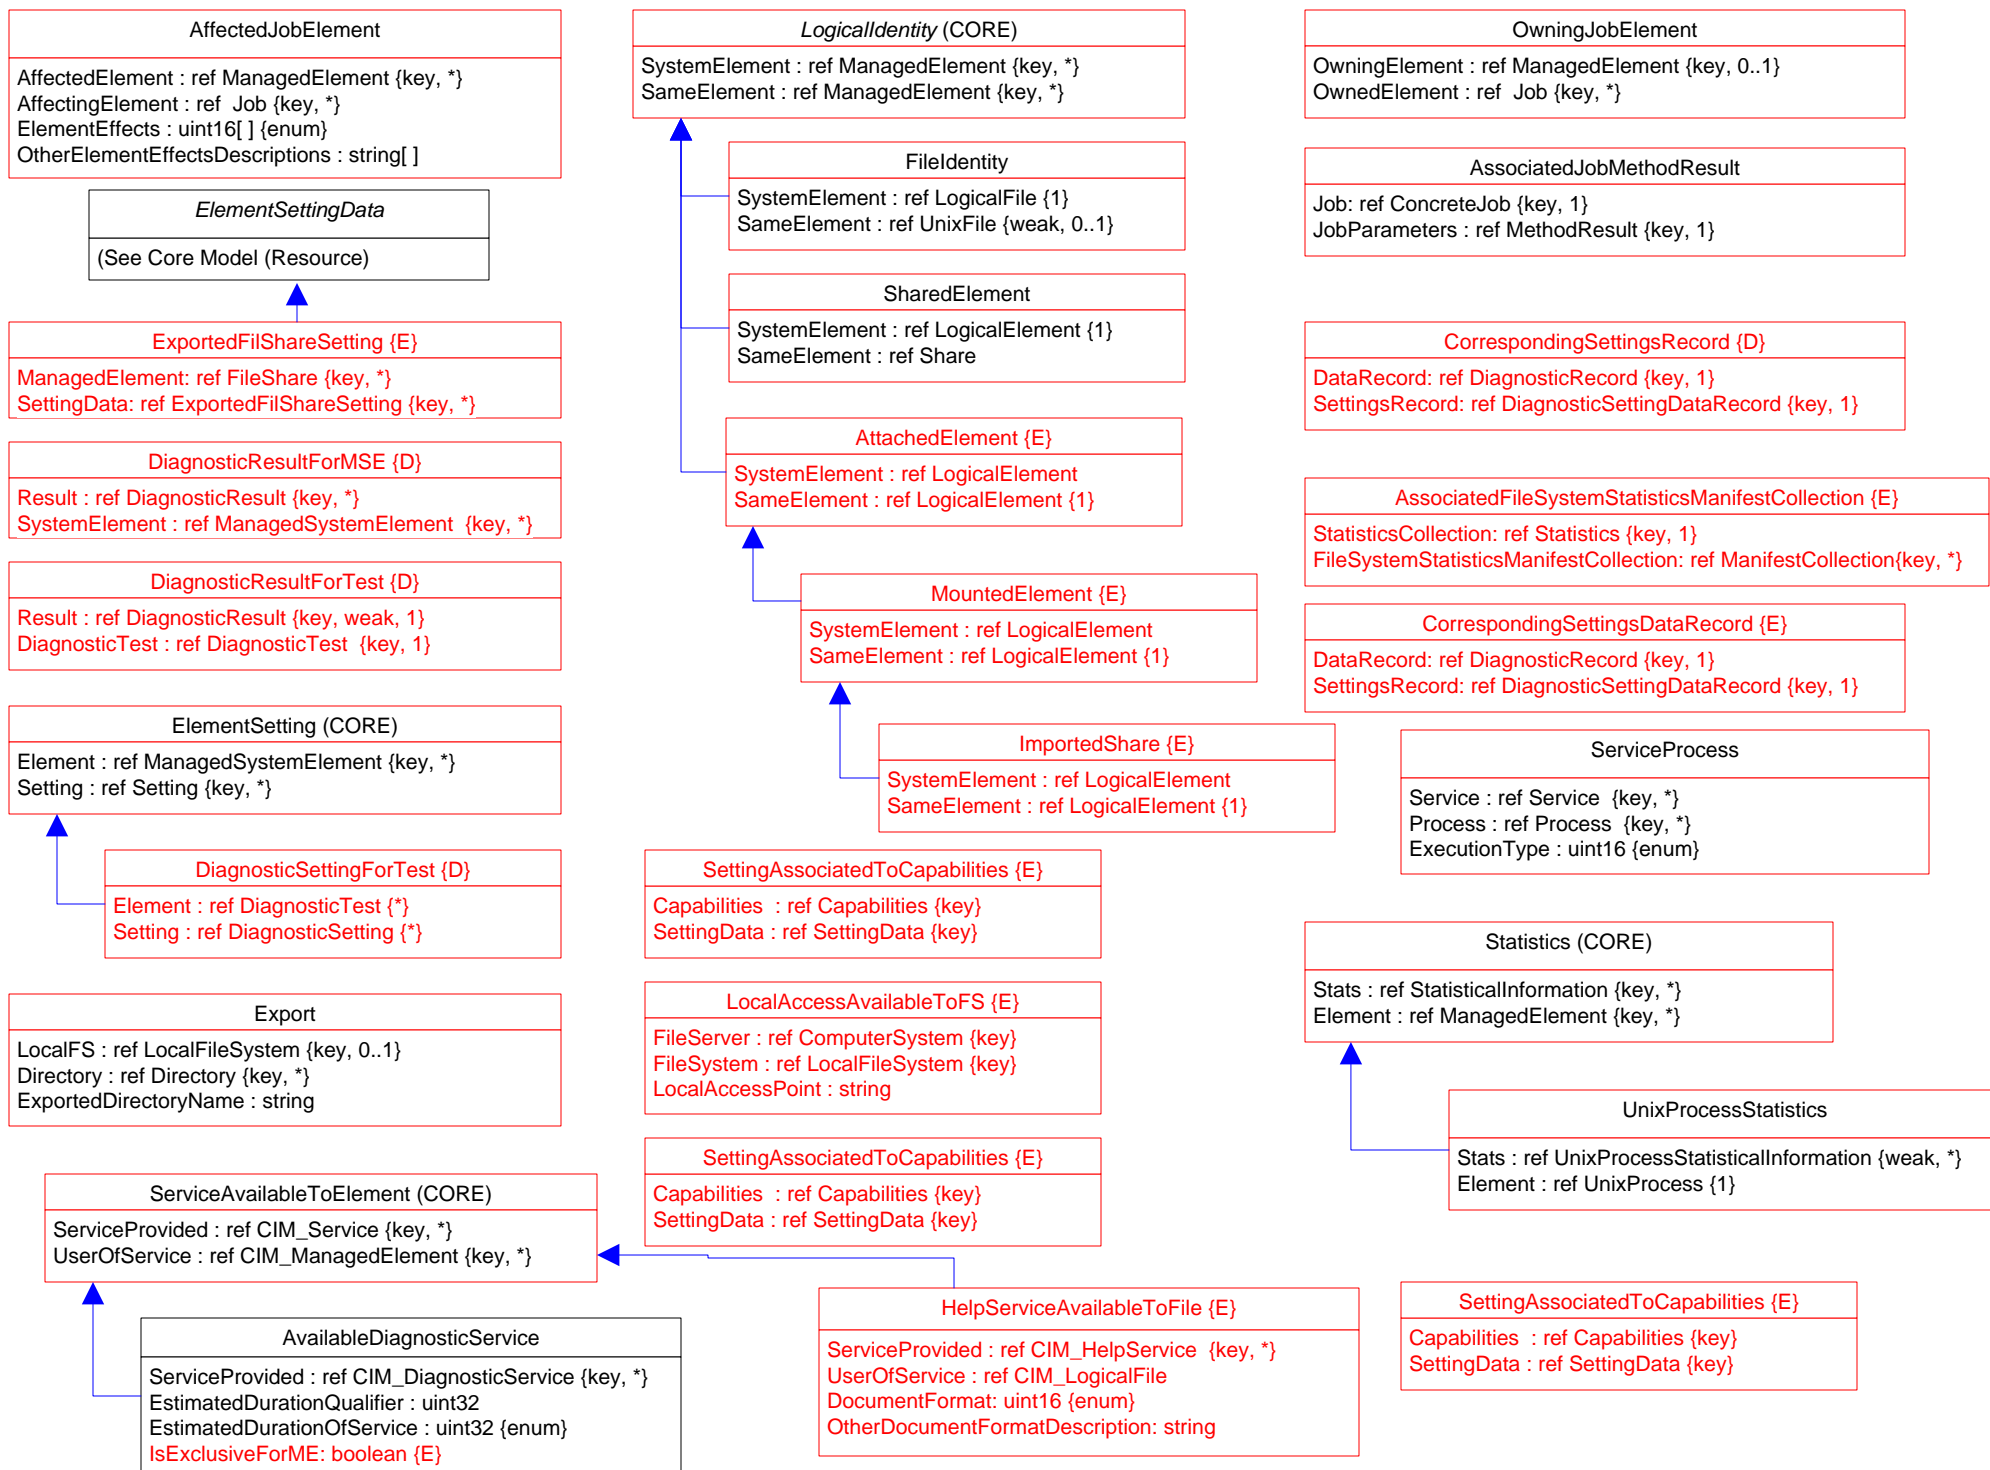 AffectedJobElement
AffectedElement : ref ManagedElement {key, *}
AffectingElement : ref  Job {key, *}
ElementEffects : uint16[ ] {enum}
OtherElementEffectsDescriptions : string[ ]
ElementSettingData
(See Core Model (Resource)
ExportedFilShareSetting {E}
ManagedElement: ref FileShare {key, *}
SettingData: ref ExportedFilShareSetting {key, *}
DiagnosticResultForMSE {D}
Result : ref DiagnosticResult {key, *}
SystemElement : ref ManagedSystemElement  {key, *}
DiagnosticResultForTest {D}
Result : ref DiagnosticResult {key, weak, 1}
DiagnosticTest : ref DiagnosticTest  {key, 1}
ElementSetting (CORE)
Element : ref ManagedSystemElement {key, *}
Setting : ref Setting {key, *}
DiagnosticSettingForTest {D}
Element : ref DiagnosticTest {*}
Setting : ref DiagnosticSetting {*}
Export
LocalFS : ref LocalFileSystem {key, 0..1}
Directory : ref Directory {key, *}
ExportedDirectoryName : string
ServiceAvailableToElement (CORE)
ServiceProvided : ref CIM_Service {key, *}
UserOfService : ref CIM_ManagedElement {key, *}
AvailableDiagnosticService
ServiceProvided : ref CIM_DiagnosticService {key, *}
EstimatedDurationQualifier : uint32
EstimatedDurationOfService : uint32 {enum}
IsExclusiveForME: boolean {E}
LogicalIdentity (CORE)
SystemElement : ref ManagedElement {key, *}
SameElement : ref ManagedElement {key, *}
FileIdentity
SystemElement : ref LogicalFile {1}
SameElement : ref UnixFile {weak, 0..1}
SharedElement
SystemElement : ref LogicalElement {1}
SameElement : ref Share
AttachedElement {E}
SystemElement : ref LogicalElement
SameElement : ref LogicalElement {1}
MountedElement {E}
SystemElement : ref LogicalElement
SameElement : ref LogicalElement {1}
ImportedShare {E}
SystemElement : ref LogicalElement
SameElement : ref LogicalElement {1}
SettingAssociatedToCapabilities {E}
Capabilities  : ref Capabilities {key}
SettingData : ref SettingData {key}
LocalAccessAvailableToFS {E}
FileServer : ref ComputerSystem {key}
FileSystem : ref LocalFileSystem {key}
LocalAccessPoint : string
SettingAssociatedToCapabilities {E}
Capabilities  : ref Capabilities {key}
SettingData : ref SettingData {key}
HelpServiceAvailableToFile {E}
ServiceProvided : ref CIM_HelpService  {key, *}
UserOfService : ref CIM_LogicalFile
DocumentFormat: uint16 {enum}
OtherDocumentFormatDescription: string
OwningJobElement
OwningElement : ref ManagedElement {key, 0..1}
OwnedElement : ref  Job {key, *}
AssociatedJobMethodResult
Job: ref ConcreteJob {key, 1}
JobParameters : ref MethodResult {key, 1}
CorrespondingSettingsRecord {D}
DataRecord: ref DiagnosticRecord {key, 1}
SettingsRecord: ref DiagnosticSettingDataRecord {key, 1}
AssociatedFileSystemStatisticsManifestCollection {E}
StatisticsCollection: ref Statistics {key, 1}
FileSystemStatisticsManifestCollection: ref ManifestCollection{key, *}
CorrespondingSettingsDataRecord {E}
DataRecord: ref DiagnosticRecord {key, 1}
SettingsRecord: ref DiagnosticSettingDataRecord {key, 1}
ServiceProcess
Service : ref Service  {key, *}
Process : ref Process  {key, *}
ExecutionType : uint16 {enum}
Statistics (CORE)
Stats : ref StatisticalInformation {key, *}
Element : ref ManagedElement {key, *}
UnixProcessStatistics
Stats : ref UnixProcessStatisticalInformation {weak, *}
Element : ref UnixProcess {1}
SettingAssociatedToCapabilities {E}
Capabilities  : ref Capabilities {key}
SettingData : ref SettingData {key}